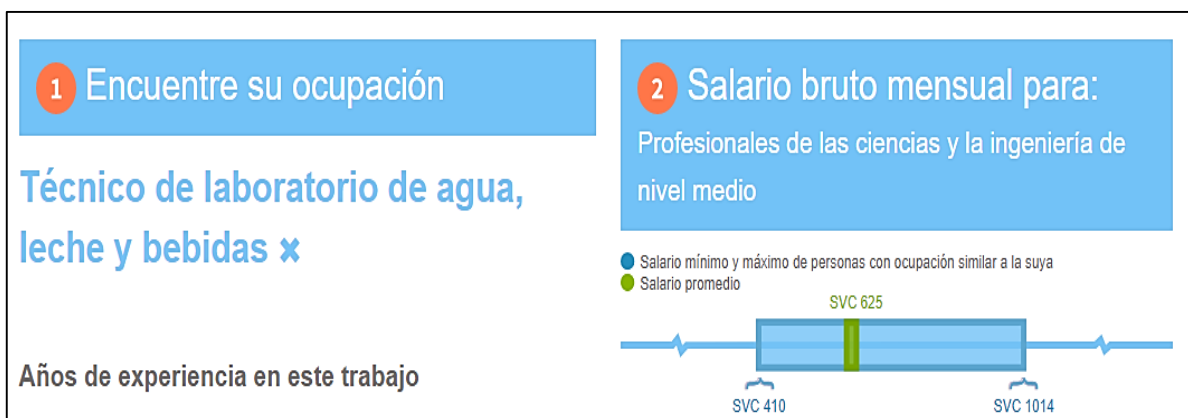 1 Encuentre su ocupación
Técnico de laboratorio de agua,
leche y bebidas ×
Años de experiencia en este trabajo
2 Salario bruto mensual para:
Profesionales de las ciencias y la ingeniería de
nivel medio
Salario mínimo y máximo de personas con ocupación similar a la suya
Salario promedio
SVC 625
SVC 410
SVC 1014